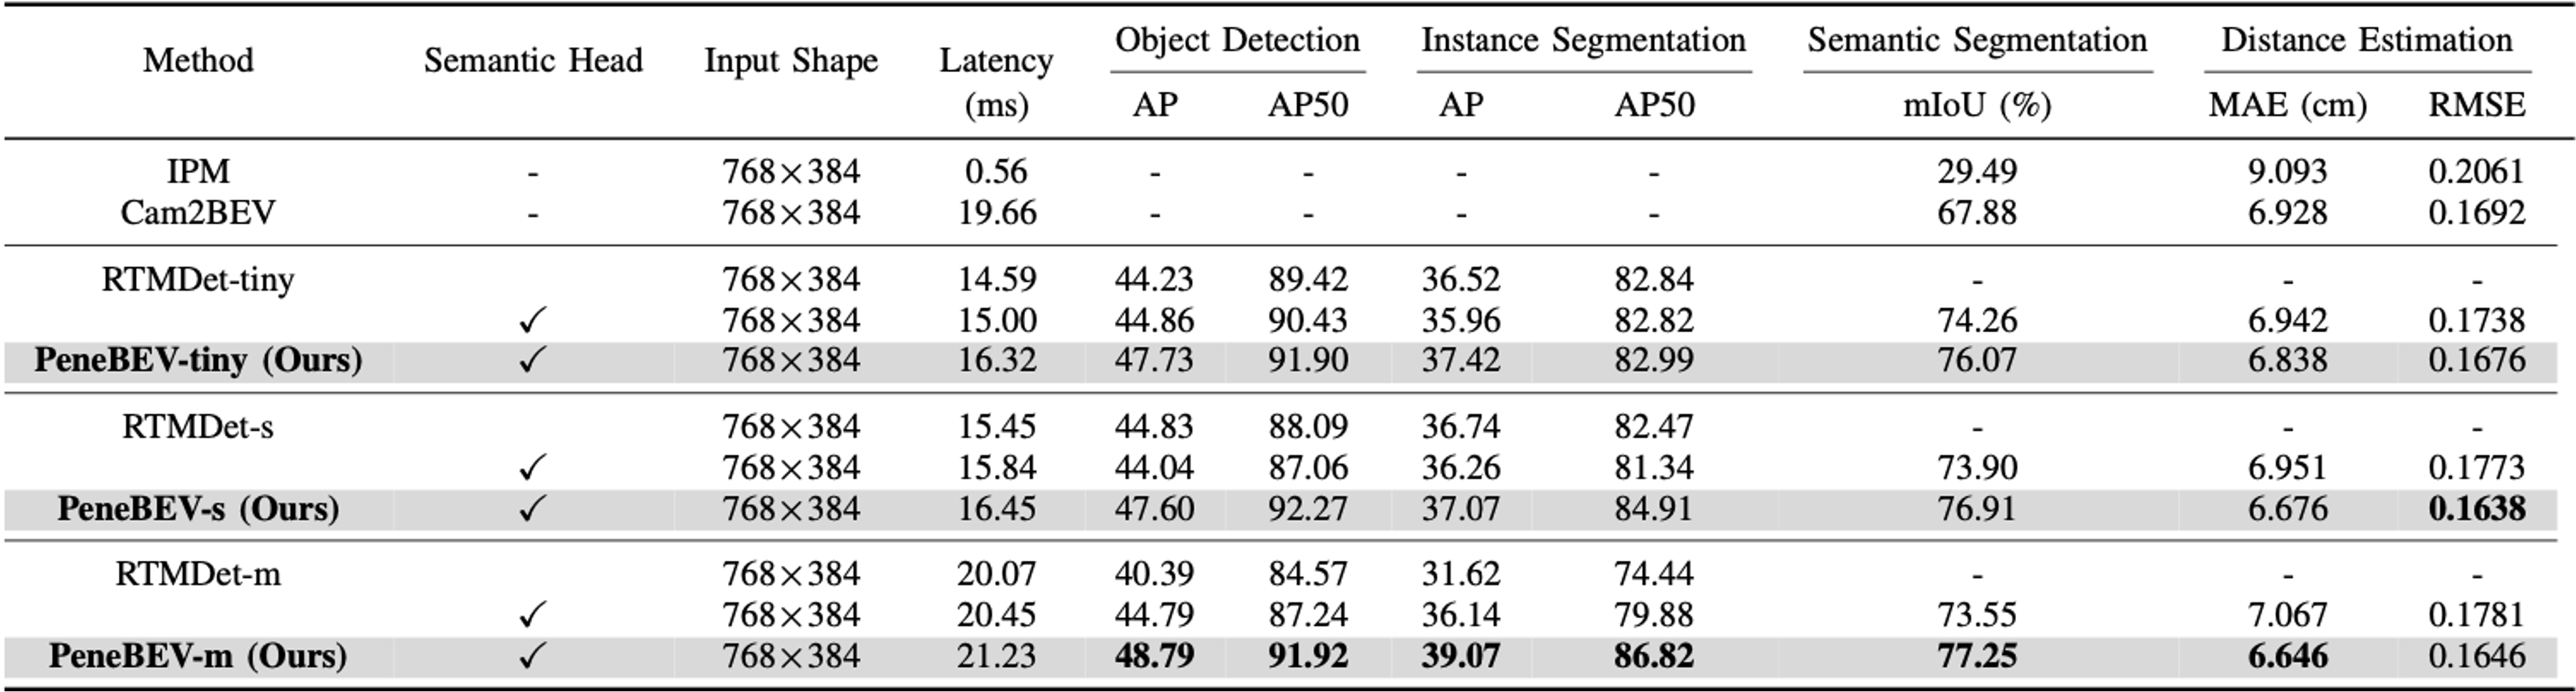 Method Semantic Head Input Shape Latency (ms) Object Detection Instance Segmentation Semantic Segmentation Distance Estimation
AP AP50 AP AP50 mIoU (%) MAE (cm) RMSE
IPM - 768×384 0.56 - - - - 29.49 9.093 0.2061
Cam2BEV - 768×384 19.66 - - - - 67.88 6.928 0.1692
RTMDet-tiny 768×384 14.59 44.23 89.42 36.52 82.84 - - -
✓ 768×384 15.00 44.86 90.43 35.96 82.82 74.26 6.942 0.1738
PeneBEV-tiny (Ours) ✓ 768×384 16.32 47.73 91.90 37.42 82.99 76.07 6.838 0.1676
RTMDet-s 768×384 15.45 44.83 88.09 36.74 82.47 - - -
✓ 768×384 15.84 44.04 87.06 36.26 81.34 73.90 6.951 0.1773
PeneBEV-s (Ours) ✓ 768×384 16.45 47.60 92.27 37.07 84.91 76.91 6.676 0.1638
RTMDet-m 768×384 20.07 40.39 84.57 31.62 74.44 - - -
✓ 768×384 20.45 44.79 87.24 36.14 79.88 73.55 7.067 0.1781
PeneBEV-m (Ours) ✓ 768×384 21.23 48.79 91.92 39.07 86.82 77.25 6.646 0.1646